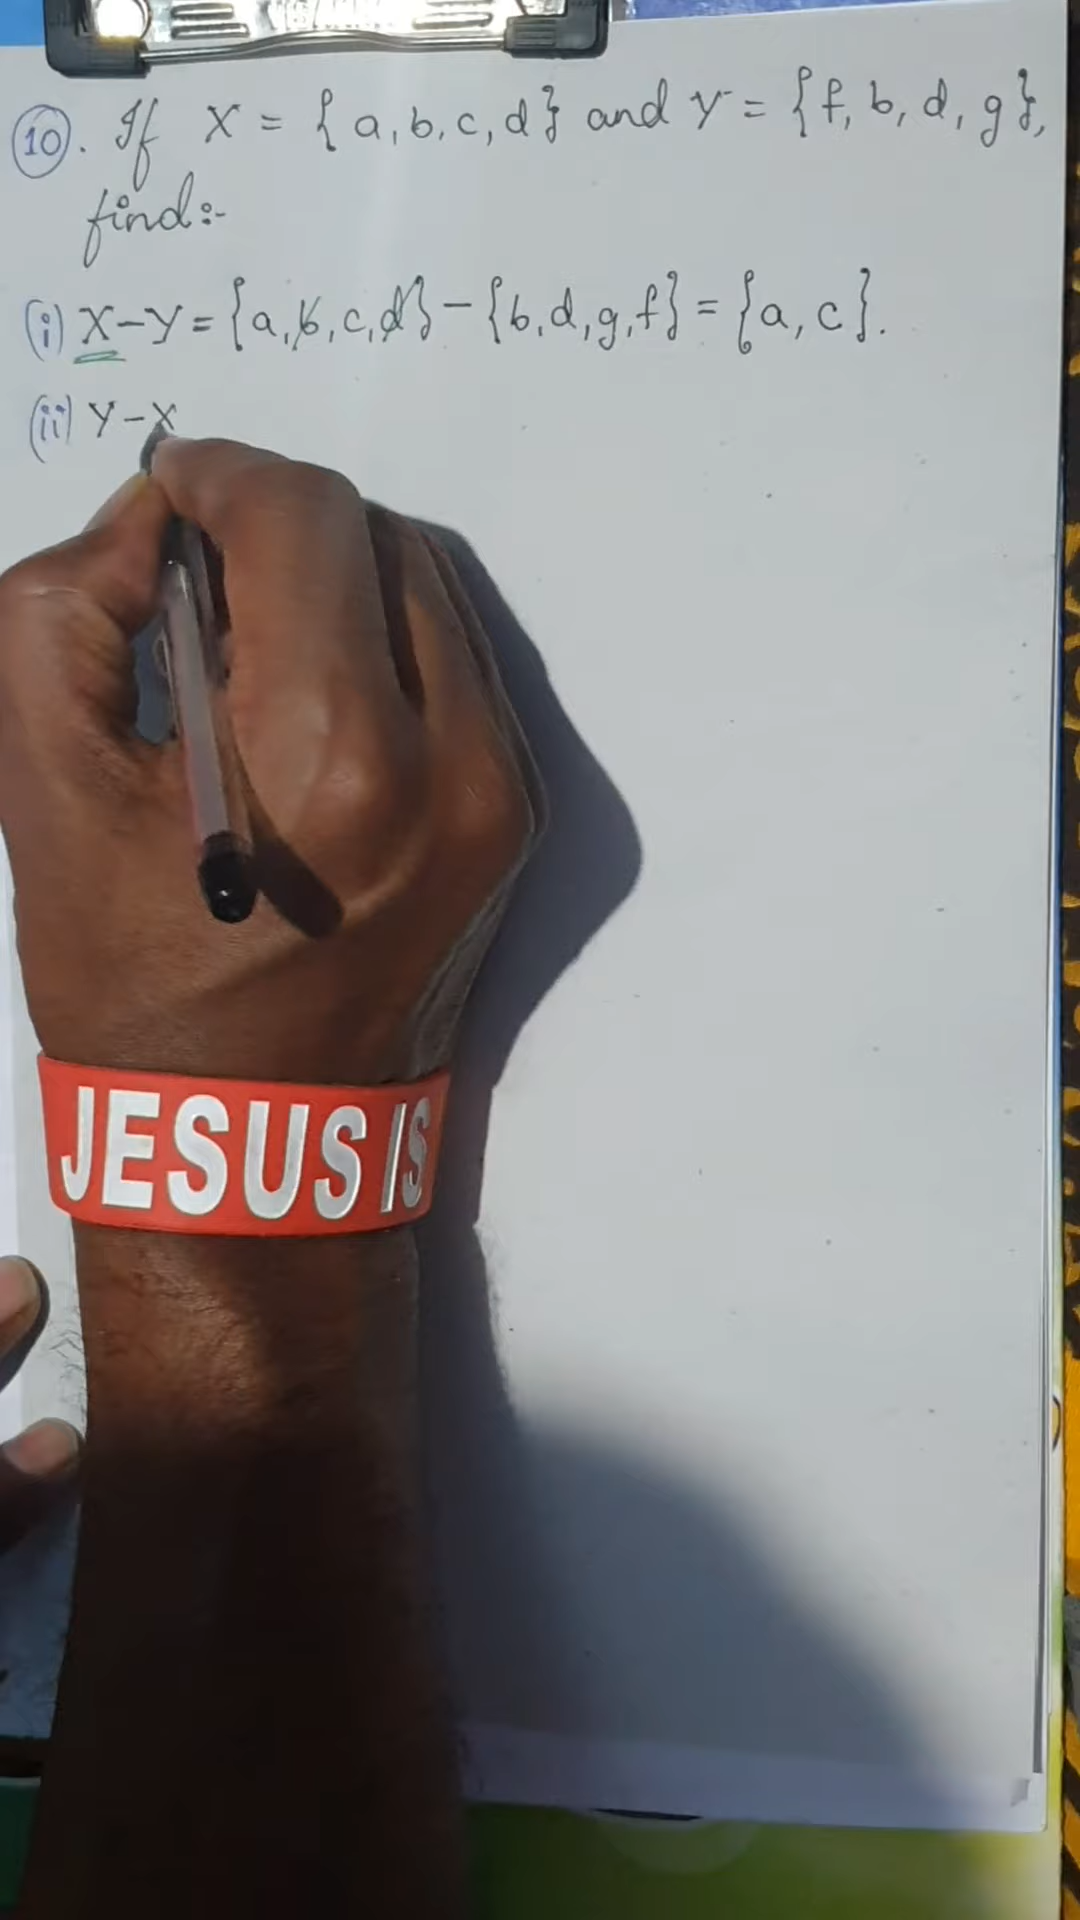 10. If X = {a, b, c, d} and Y = {f, b, d, g},
find:-
(i) X-Y = {a, b, c, d} - {b, d, g, f} = {a, c}.
(ii) Y-X
JESUS IS